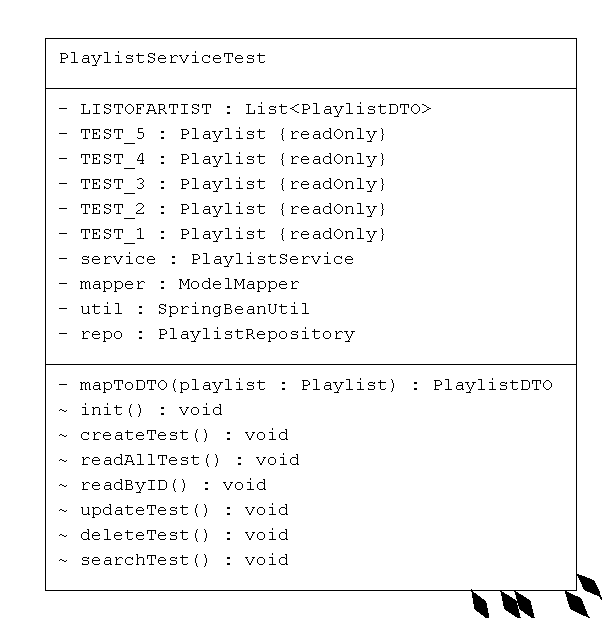 PlaylistServiceTest
- LISTOFARTIST : List<PlaylistDTO>
- TEST_5 : Playlist {readOnly}
- TEST_4 : Playlist {readOnly}
- TEST_3 : Playlist {readOnly}
- TEST_2 : Playlist {readOnly}
- TEST_1 : Playlist {readOnly}
- service : PlaylistService
- mapper : ModelMapper
- util : SpringBeanUtil
- repo : PlaylistRepository
- mapToDTO(playlist : Playlist) : PlaylistDTO
~ init() : void
~ createTest() : void
~ readAllTest() : void
~ readByID() : void
~ updateTest() : void
~ deleteTest() : void
~ searchTest() : void